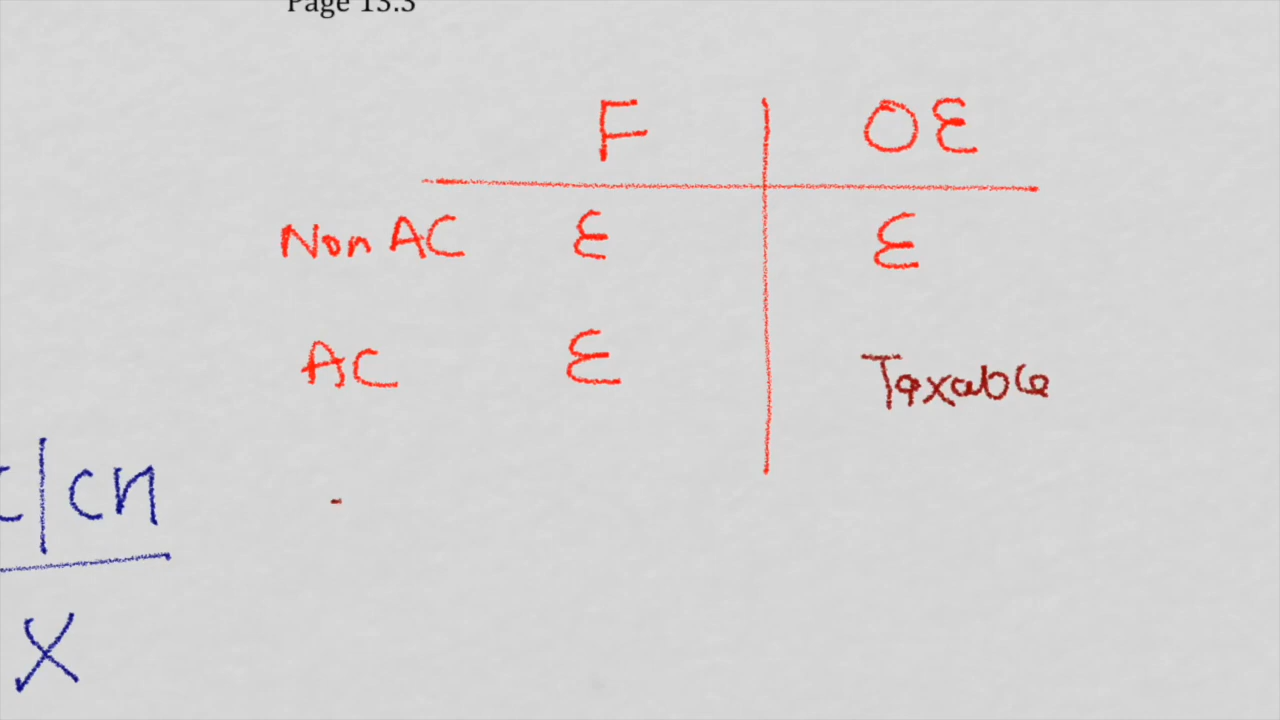 Page 13.3
F OE
Non AC E E
AC E Taxable
c|cn
X